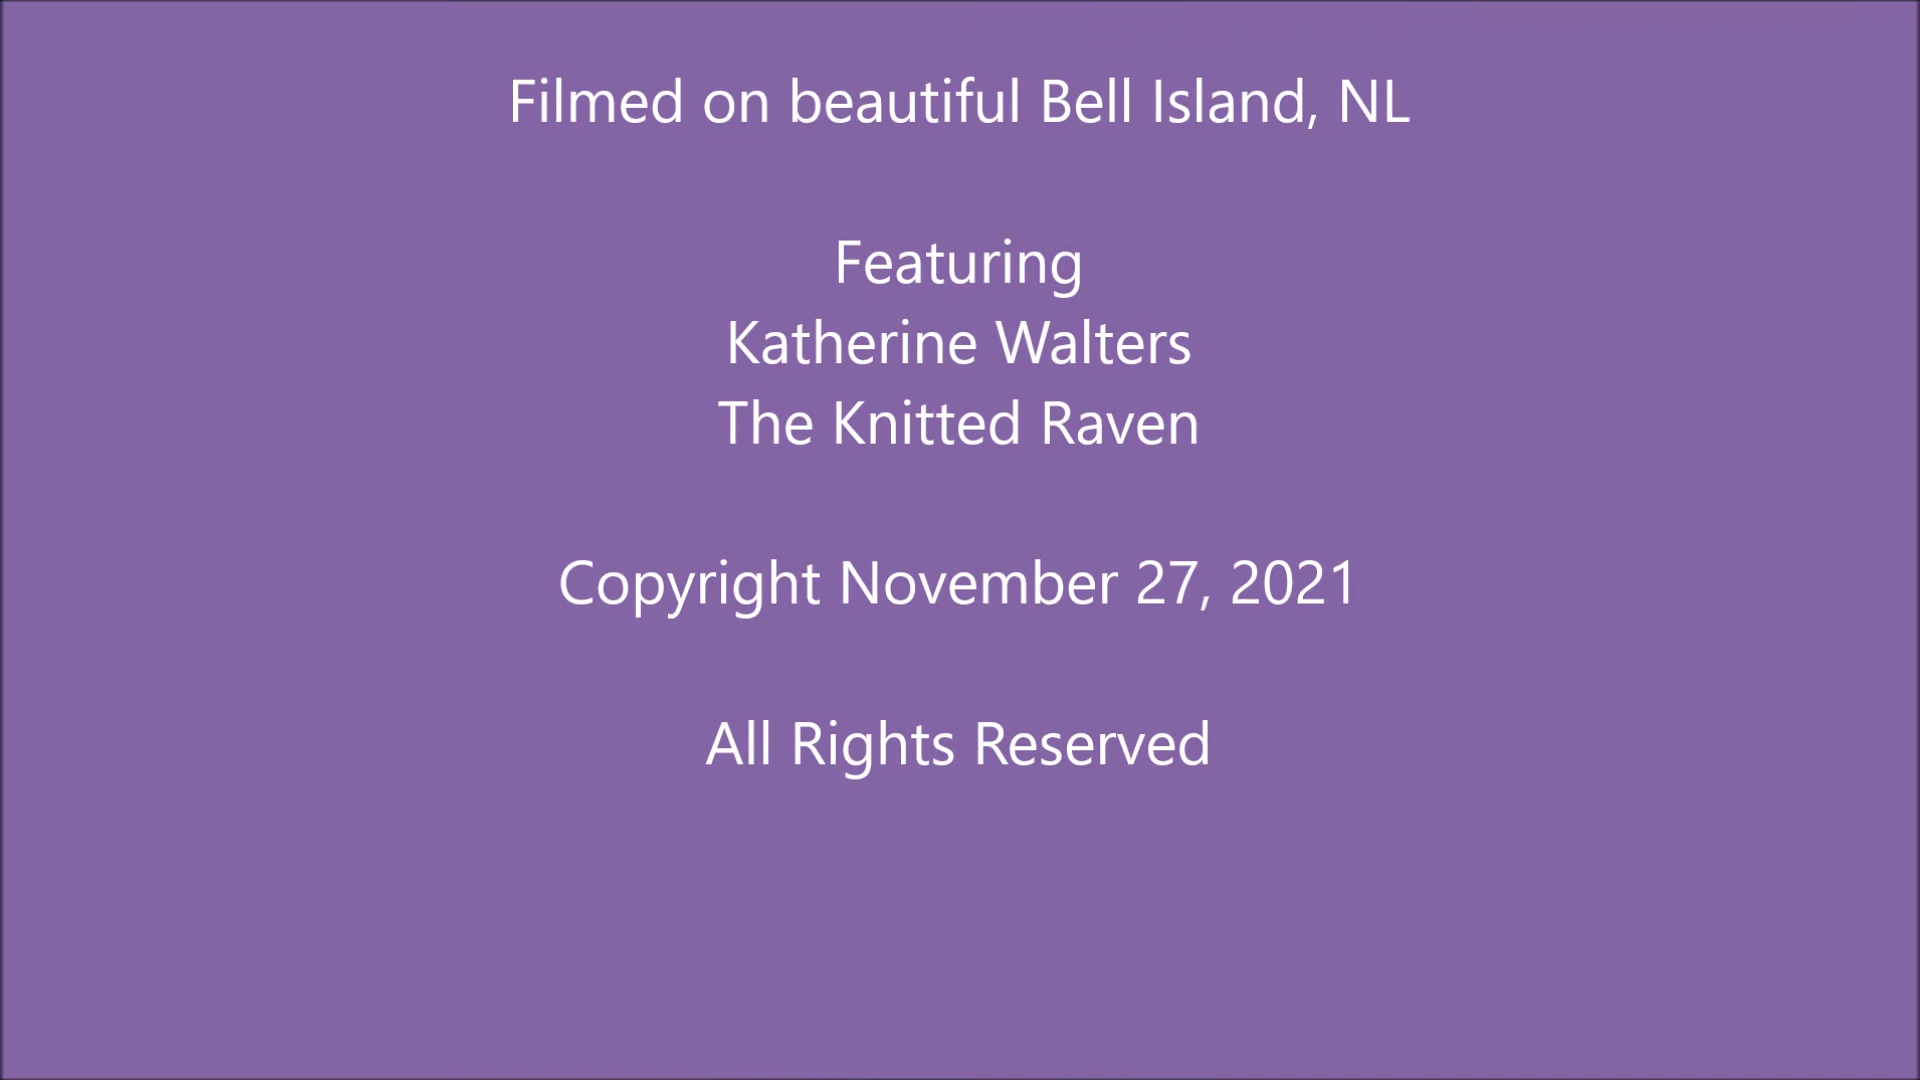 Filmed on beautiful Bell Island, NL
Featuring
Katherine Walters
The Knitted Raven
Copyright November 27, 2021
All Rights Reserved